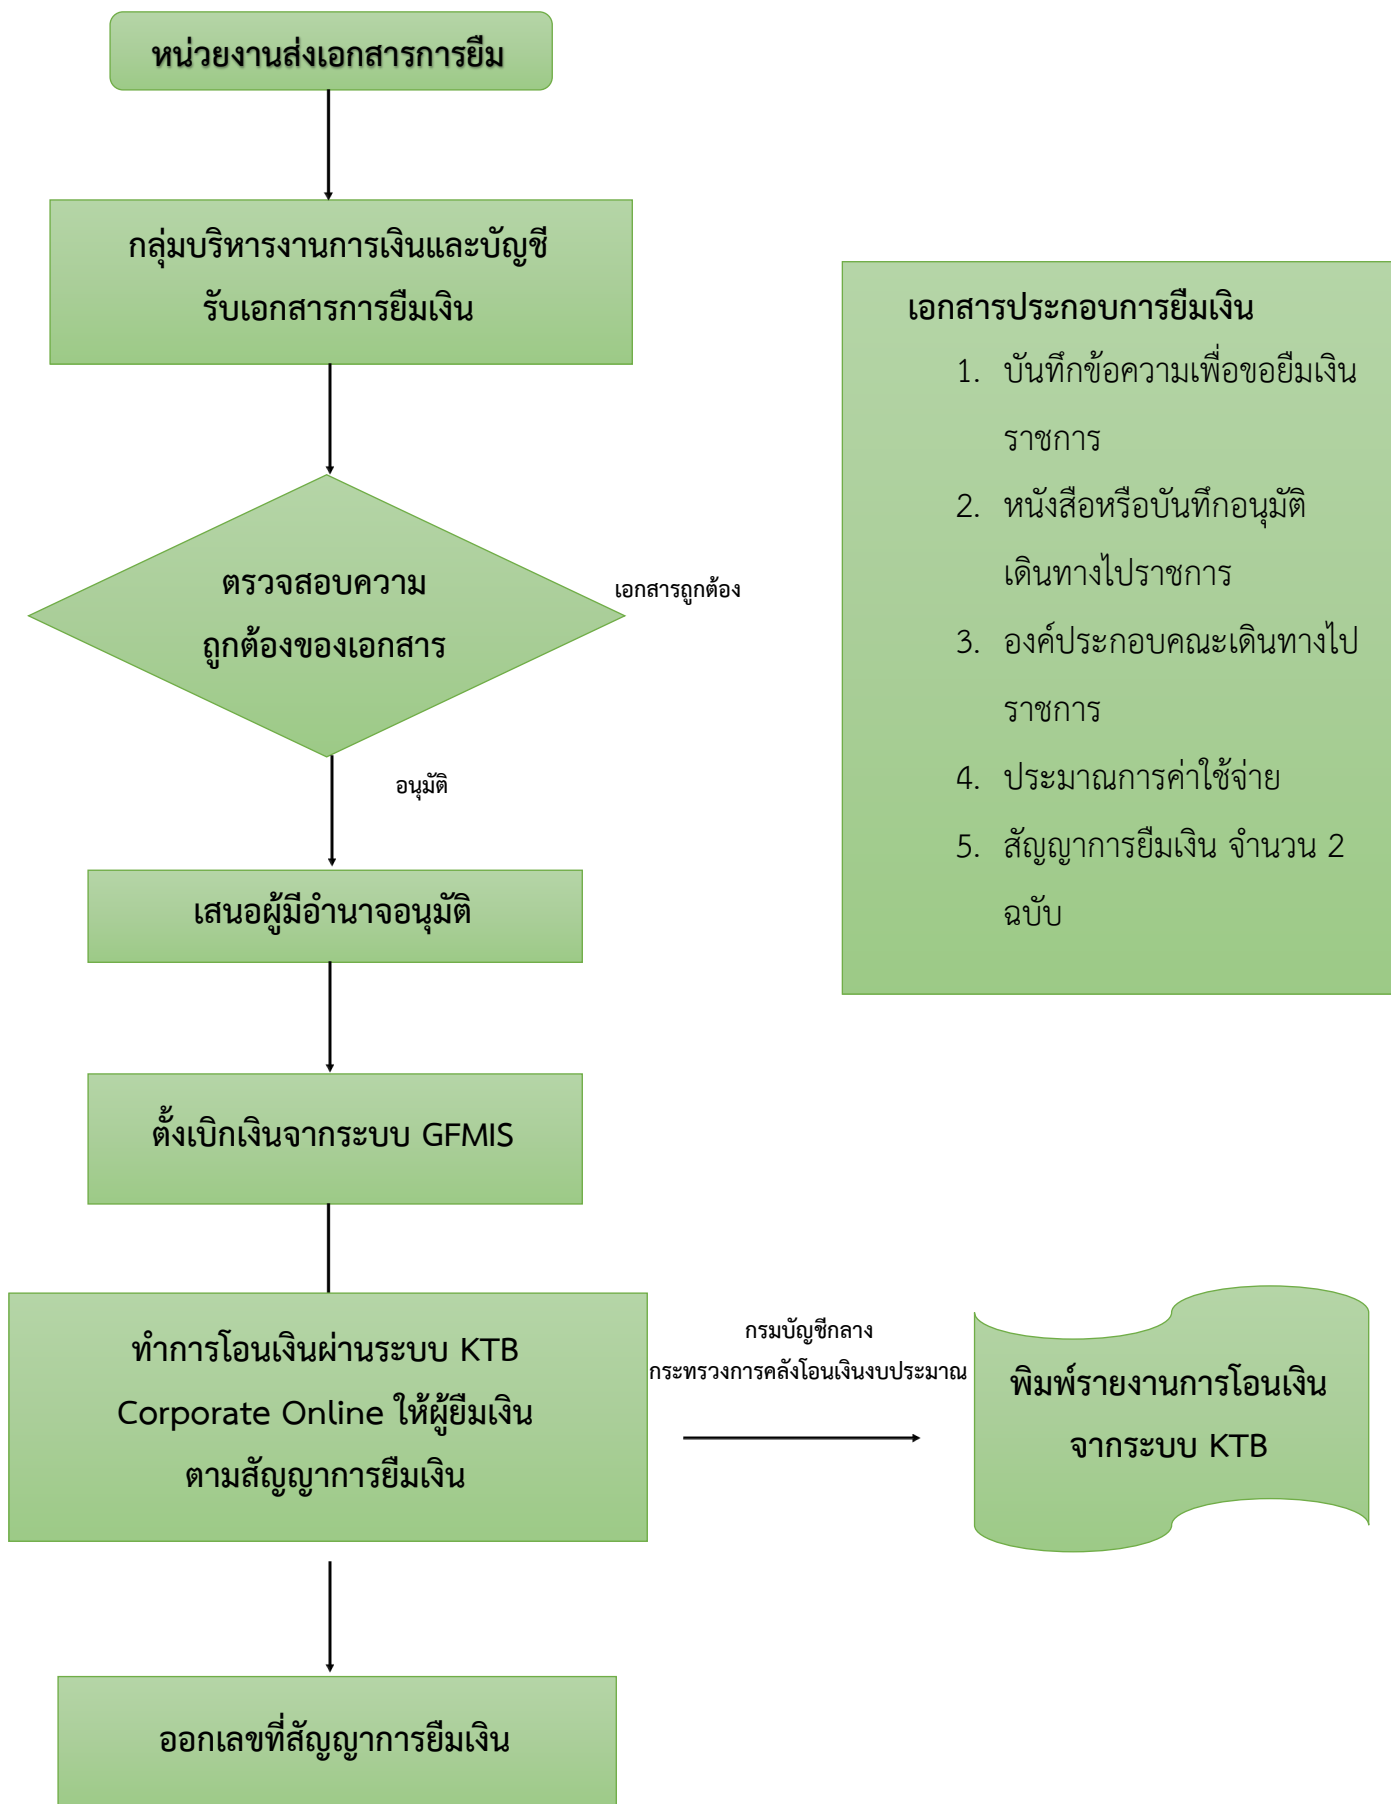 หน่วยงานส่งเอกสารการยืม
กลุ่มบริหารงานการเงินและบัญชี
รับเอกสารการยืมเงิน
เอกสารประกอบการยืมเงิน
1. บันทึกข้อความเพื่อขอยืมเงิน
ราชการ
2. หนังสือหรือบันทึกอนุมัติ
เดินทางไปราชการ
3. องค์ประกอบคณะเดินทางไป
ราชการ
4. ประมาณการค่าใช้จ่าย
5. สัญญาการยืมเงิน จำนวน 2
ฉบับ
ตรวจสอบความ
ถูกต้องของเอกสาร
เอกสารถูกต้อง
อนุมัติ
เสนอผู้มีอำนาจอนุมัติ
ตั้งเบิกเงินจากระบบ GFMIS
ทำการโอนเงินผ่านระบบ KTB
Corporate Online ให้ผู้ยืมเงิน
ตามสัญญาการยืมเงิน
กรมบัญชีกลาง
กระทรวงการคลังโอนเงินงบประมาณ
พิมพ์รายงานการโอนเงิน
จากระบบ KTB
ออกเลขที่สัญญาการยืมเงิน